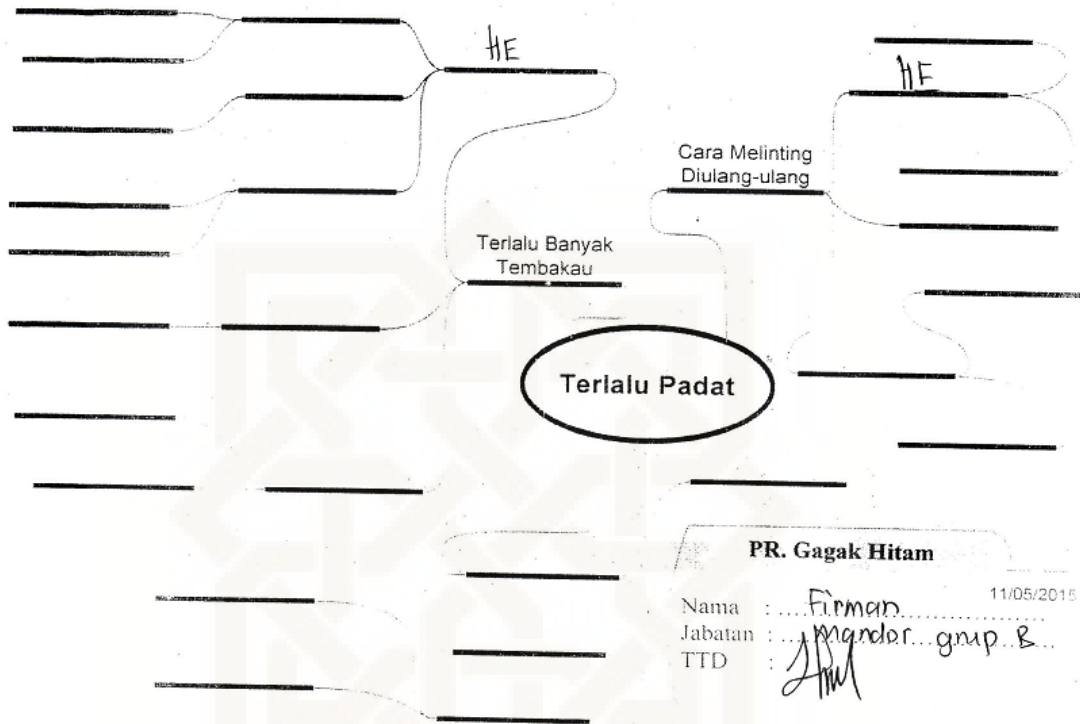 HE
HE
Cara Melinting
Diulang-ulang
Terlalu Banyak
Tembakau
Terlalu Padat
PR. Gagak Hitam
11/05/2015
Nama : Firman
Jabatan : Mandor grup B
TTD :